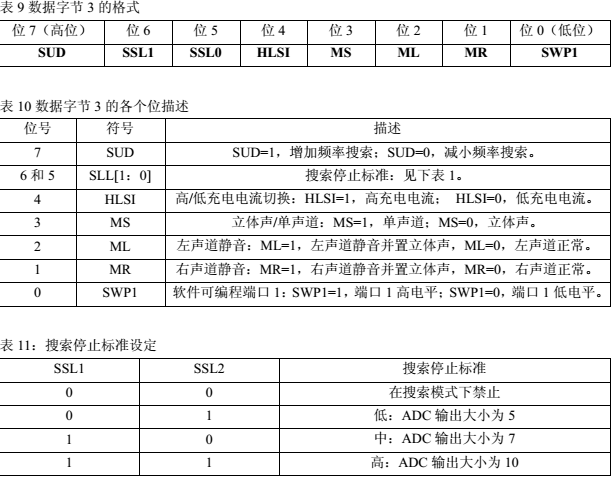 表 9 数据字节 3 的格式
位 7（高位） 位 6 位 5 位 4 位 3 位 2 位 1 位 0（低位）
SUD SSL1 SSL0 HLSI MS ML MR SWP1
表 10 数据字节 3 的各个位描述
位号 符号 描述
7 SUD SUD=1，增加频率搜索；SUD=0，减小频率搜索。
6 和 5 SLL[1：0] 搜索停止标准：见下表 1。
4 HLSI 高/低充电电流切换：HLSI=1，高充电电流； HLSI=0，低充电电流。
3 MS 立体声/单声道：MS=1，单声道；MS=0，立体声。
2 ML 左声道静音：ML=1，左声道静音并置立体声，ML=0，左声道正常。
1 MR 右声道静音：MR=1，右声道静音并置立体声，MR=0，右声道正常。
0 SWP1 软件可编程端口 1：SWP1=1，端口 1 高电平；SWP1=0，端口 1 低电平。
表 11：搜索停止标准设定
SSL1 SSL2 搜索停止标准
0 0 在搜索模式下禁止
0 1 低：ADC 输出大小为 5
1 0 中：ADC 输出大小为 7
1 1 高：ADC 输出大小为 10